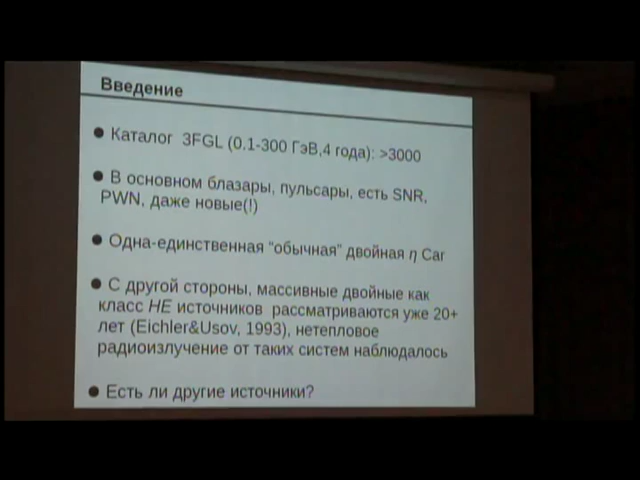 Введение
● Каталог 3FGL (0.1-300 ГэВ,4 года): >3000
● В основном блазары, пульсары, есть SNR,
PWN, даже новые(!)
● Одна-единственная “обычная” двойная η Car
● С другой стороны, массивные двойные как
класс НЕ источников рассматриваются уже 20+
лет (Eichler&Usov, 1993), нетепловое
радиоизлучение от таких систем наблюдалось
● Есть ли другие источники?